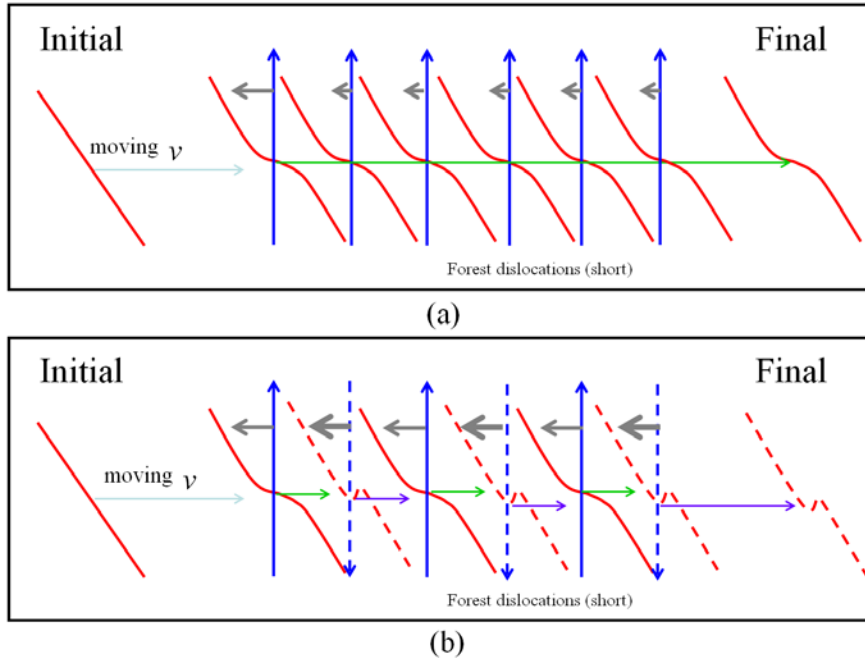 Initial
Final
moving v
Forest dislocations (short)
(a)
Initial
Final
moving v
Forest dislocations (short)
(b)